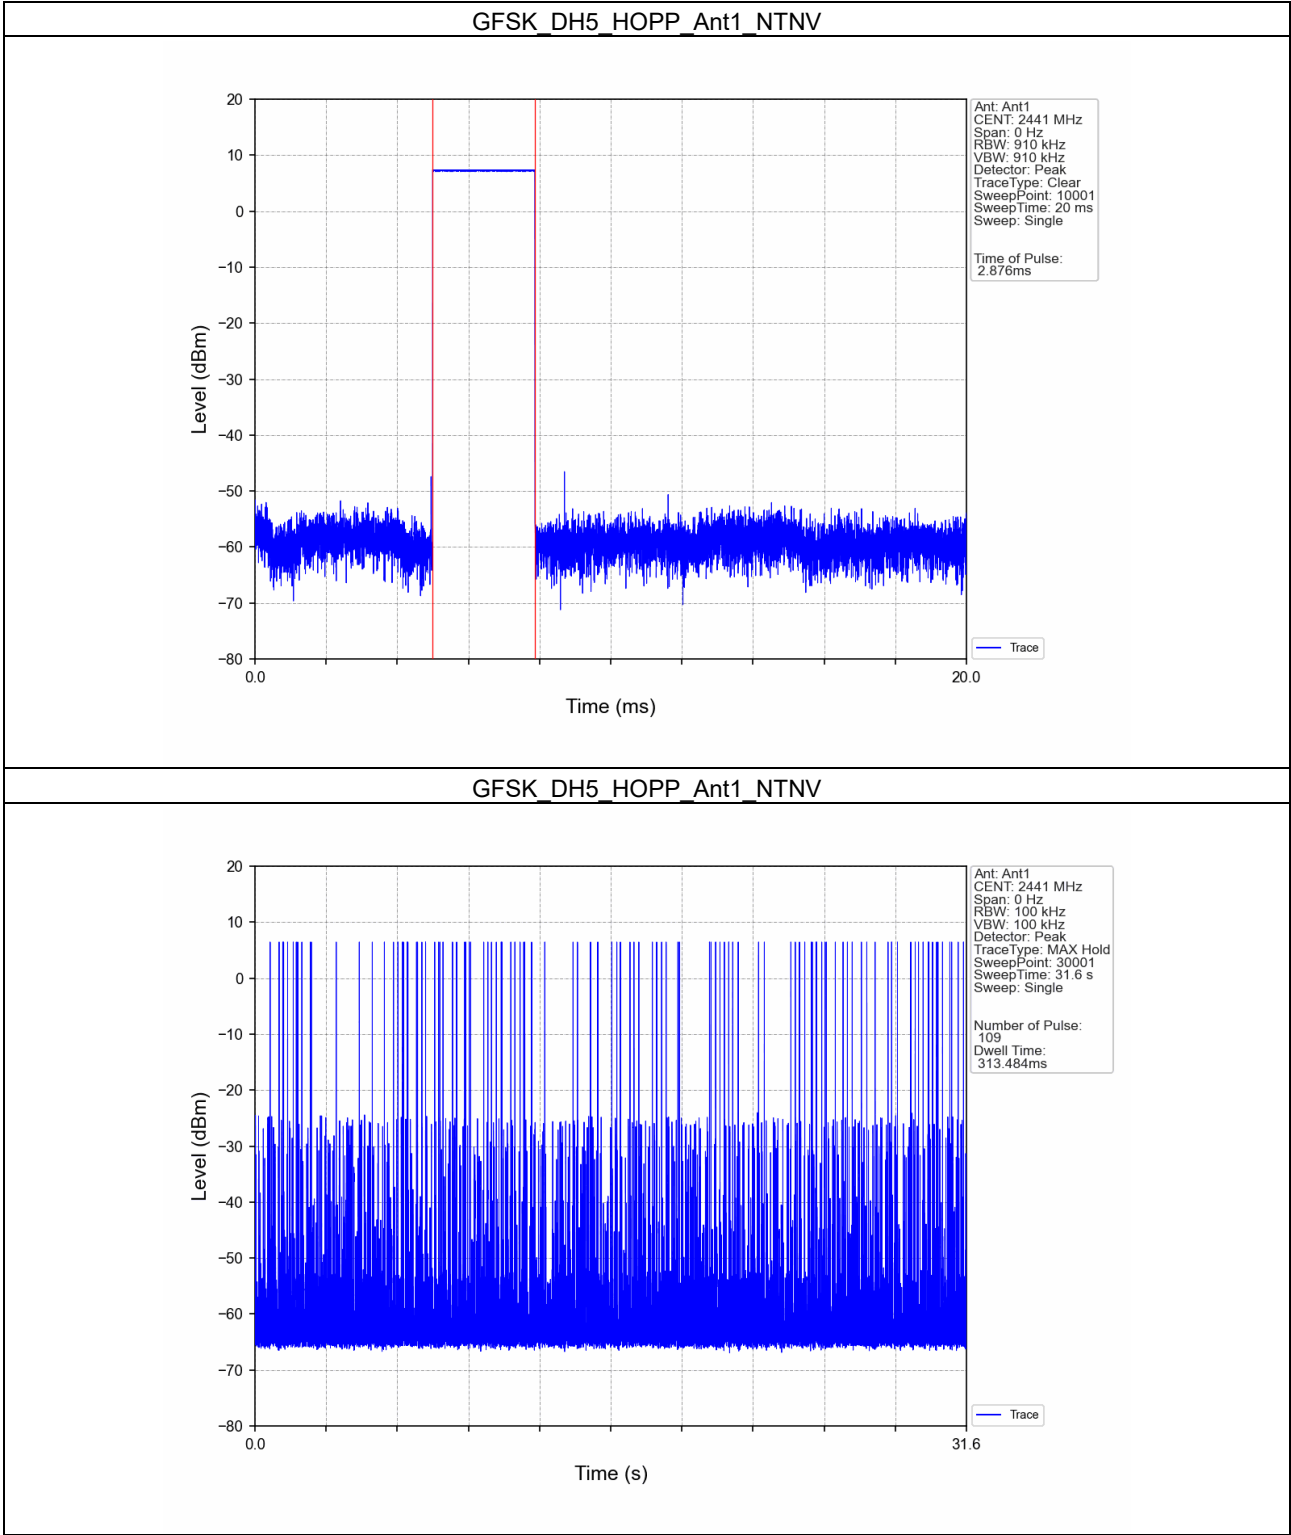 GFSK_DH5_HOPP_Ant1_NTNV
20
10
0
−10
−20
−30
−40
−50
−60
−70
−80
Level (dBm)
0.0
20.0
Time (ms)
Ant: Ant1
CENT: 2441 MHz
Span: 0 Hz
RBW: 910 kHz
VBW: 910 kHz
Detector: Peak
TraceType: Clear
SweepPoint: 10001
SweepTime: 20 ms
Sweep: Single
Time of Pulse:
2.876ms
Trace
GFSK_DH5_HOPP_Ant1_NTNV
20
10
0
−10
−20
−30
−40
−50
−60
−70
−80
Level (dBm)
0.0
31.6
Time (s)
Ant: Ant1
CENT: 2441 MHz
Span: 0 Hz
RBW: 100 kHz
VBW: 100 kHz
Detector: Peak
TraceType: MAX Hold
SweepPoint: 30001
SweepTime: 31.6 s
Sweep: Single
Number of Pulse:
109
Dwell Time:
313.484ms
Trace